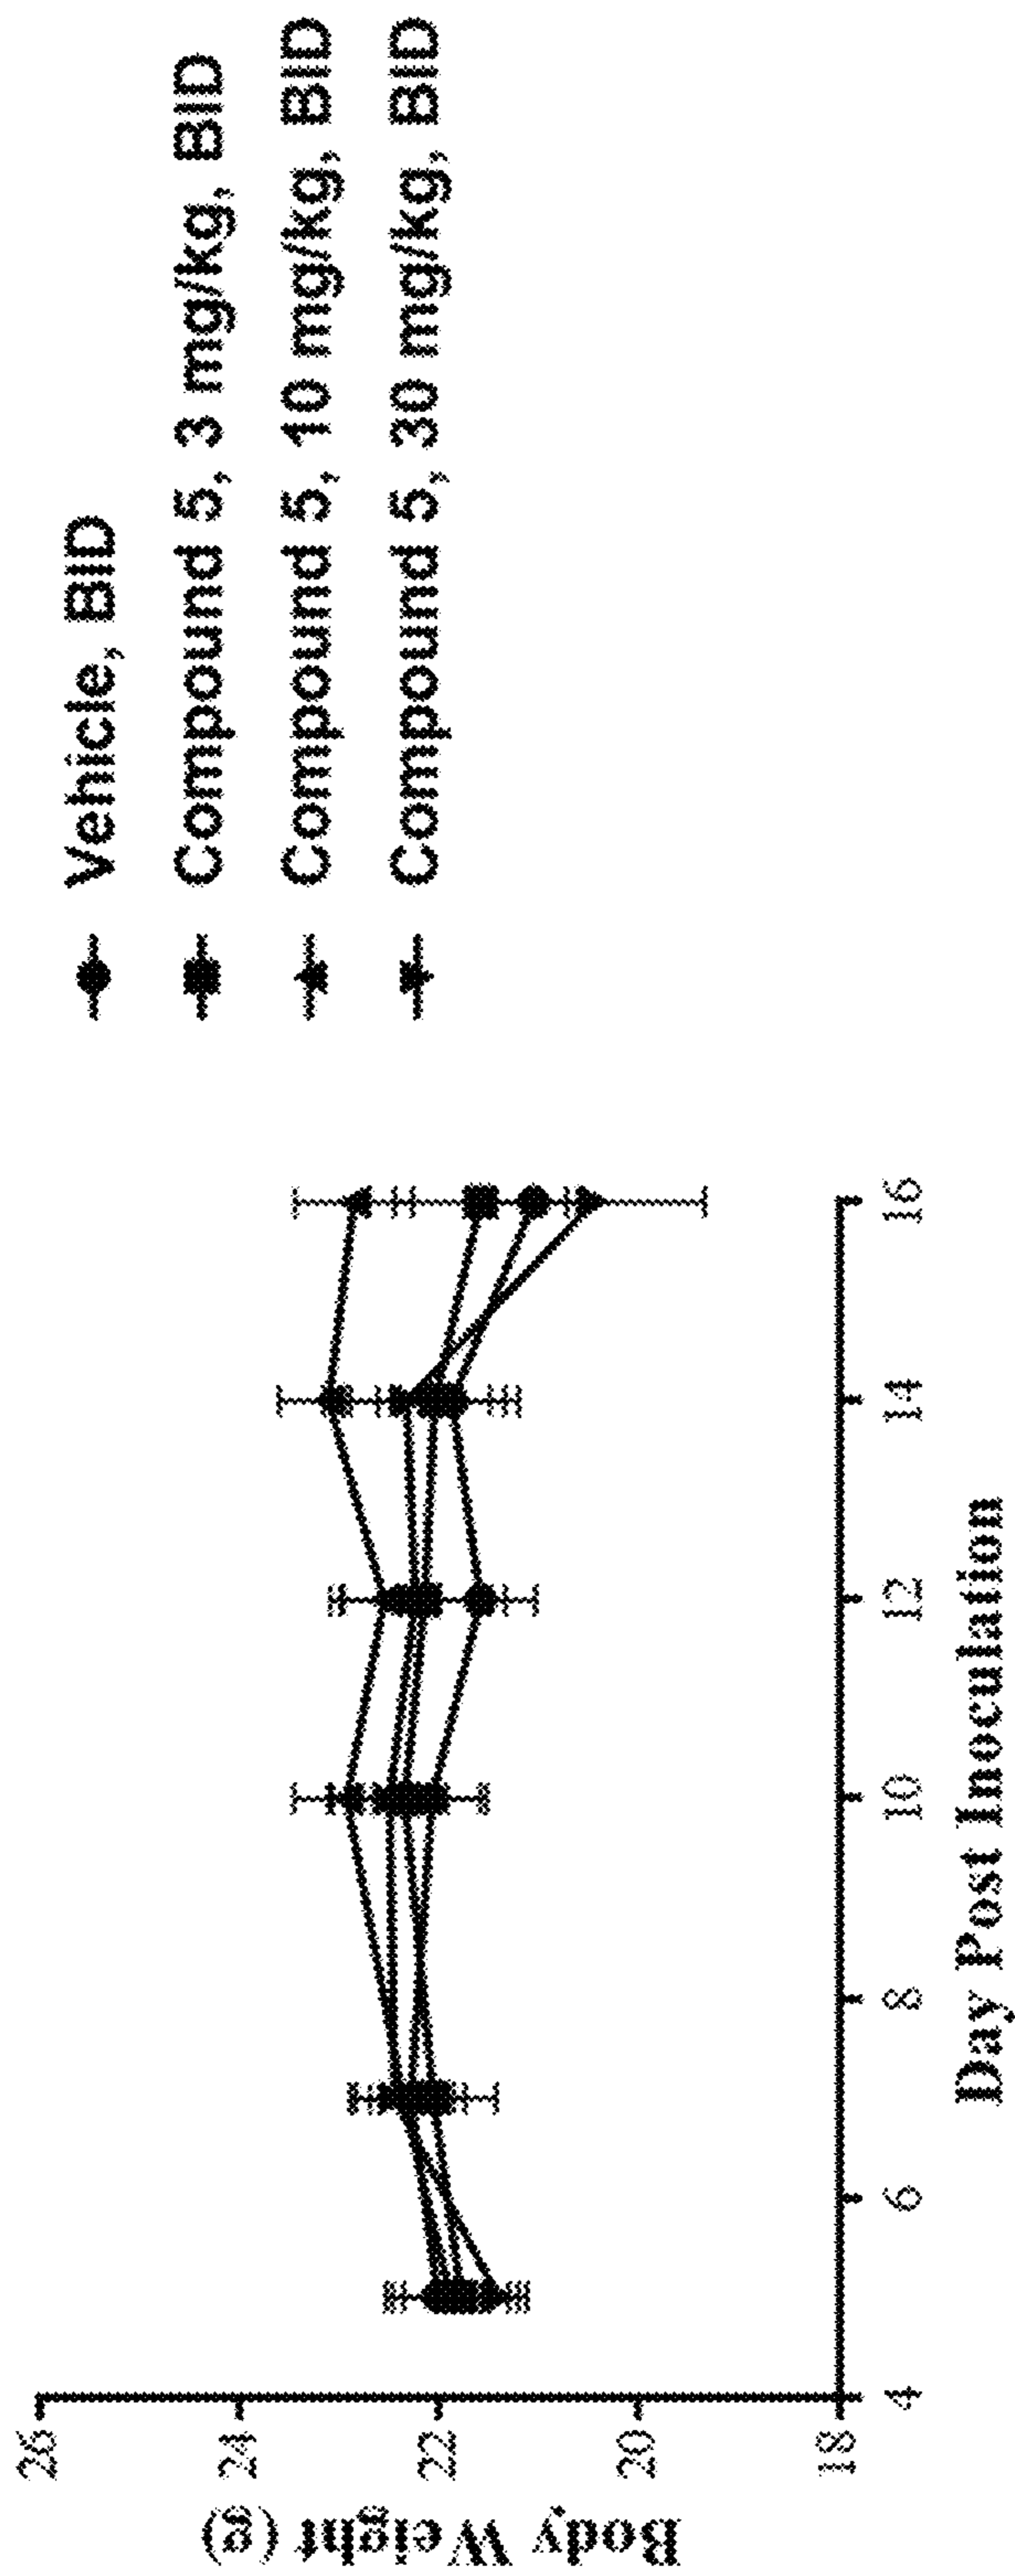 Vehicle, BID
Compound 5, 3 mg/kg, BID
Compound 5, 10 mg/kg, BID
Compound 5, 30 mg/kg, BID
Body Weight (g)
26
24
22
20
18
4
6
8
10
12
14
16
Day Post Inoculation